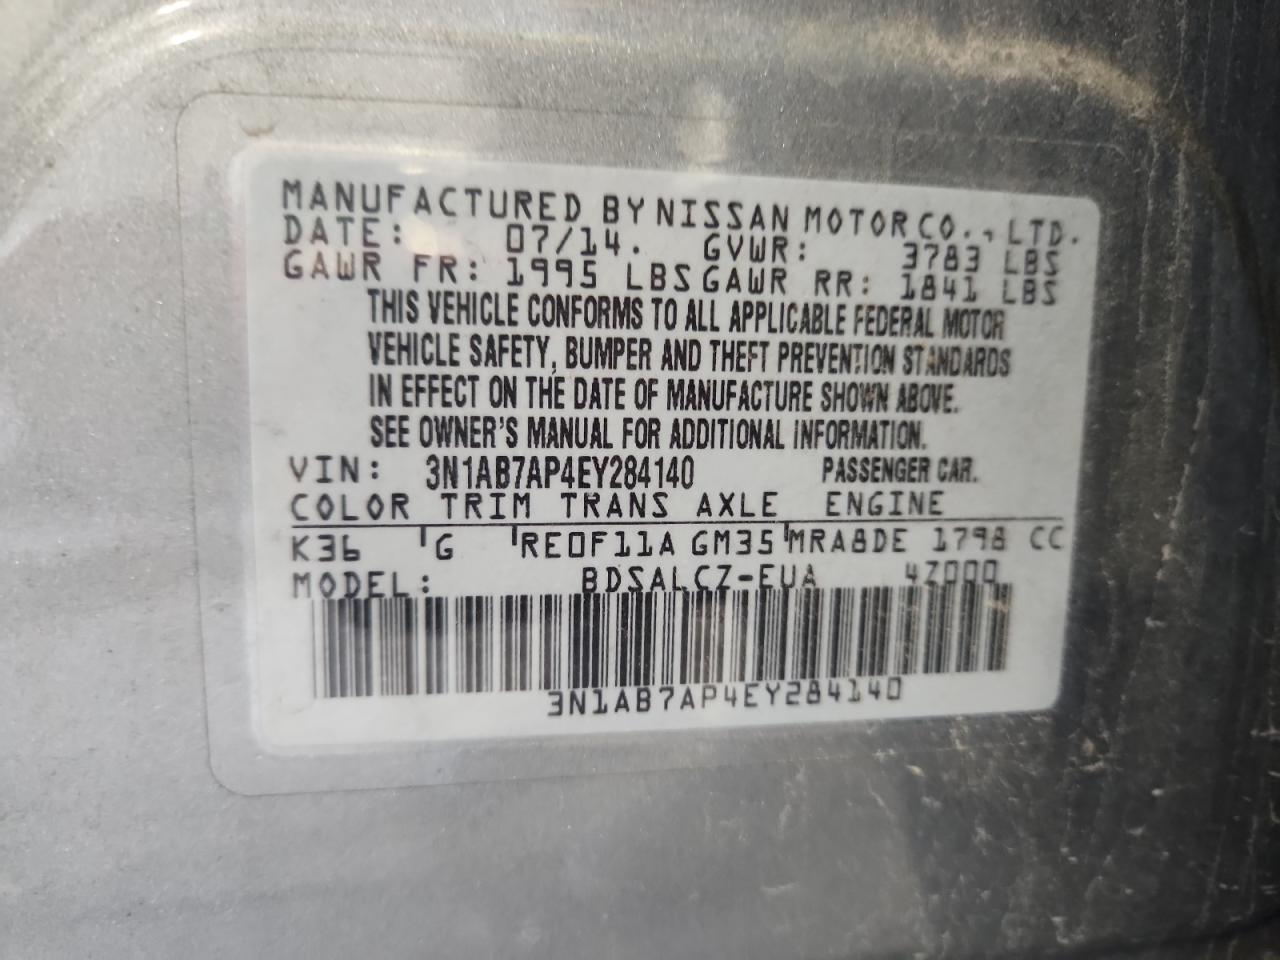 MANUFACTURED BY NISSAN MOTOR CO., LTD.
DATE: 07/14. GVWR: 3783 LBS
GAWR FR: 1995 LBS GAWR RR: 1841 LBS
THIS VEHICLE CONFORMS TO ALL APPLICABLE FEDERAL MOTOR
VEHICLE SAFETY, BUMPER AND THEFT PREVENTION STANDARDS
IN EFFECT ON THE DATE OF MANUFACTURE SHOWN ABOVE.
SEE OWNER'S MANUAL FOR ADDITIONAL INFORMATION.
VIN: 3N1AB7AP4EY284140 PASSENGER CAR.
COLOR TRIM TRANS AXLE ENGINE
K36 'G 'RE0F11A GM35 'MRA8DE 1798 CC
MODEL: BDSALCZ-EUA 4Z000
3N1AB7AP4EY284140